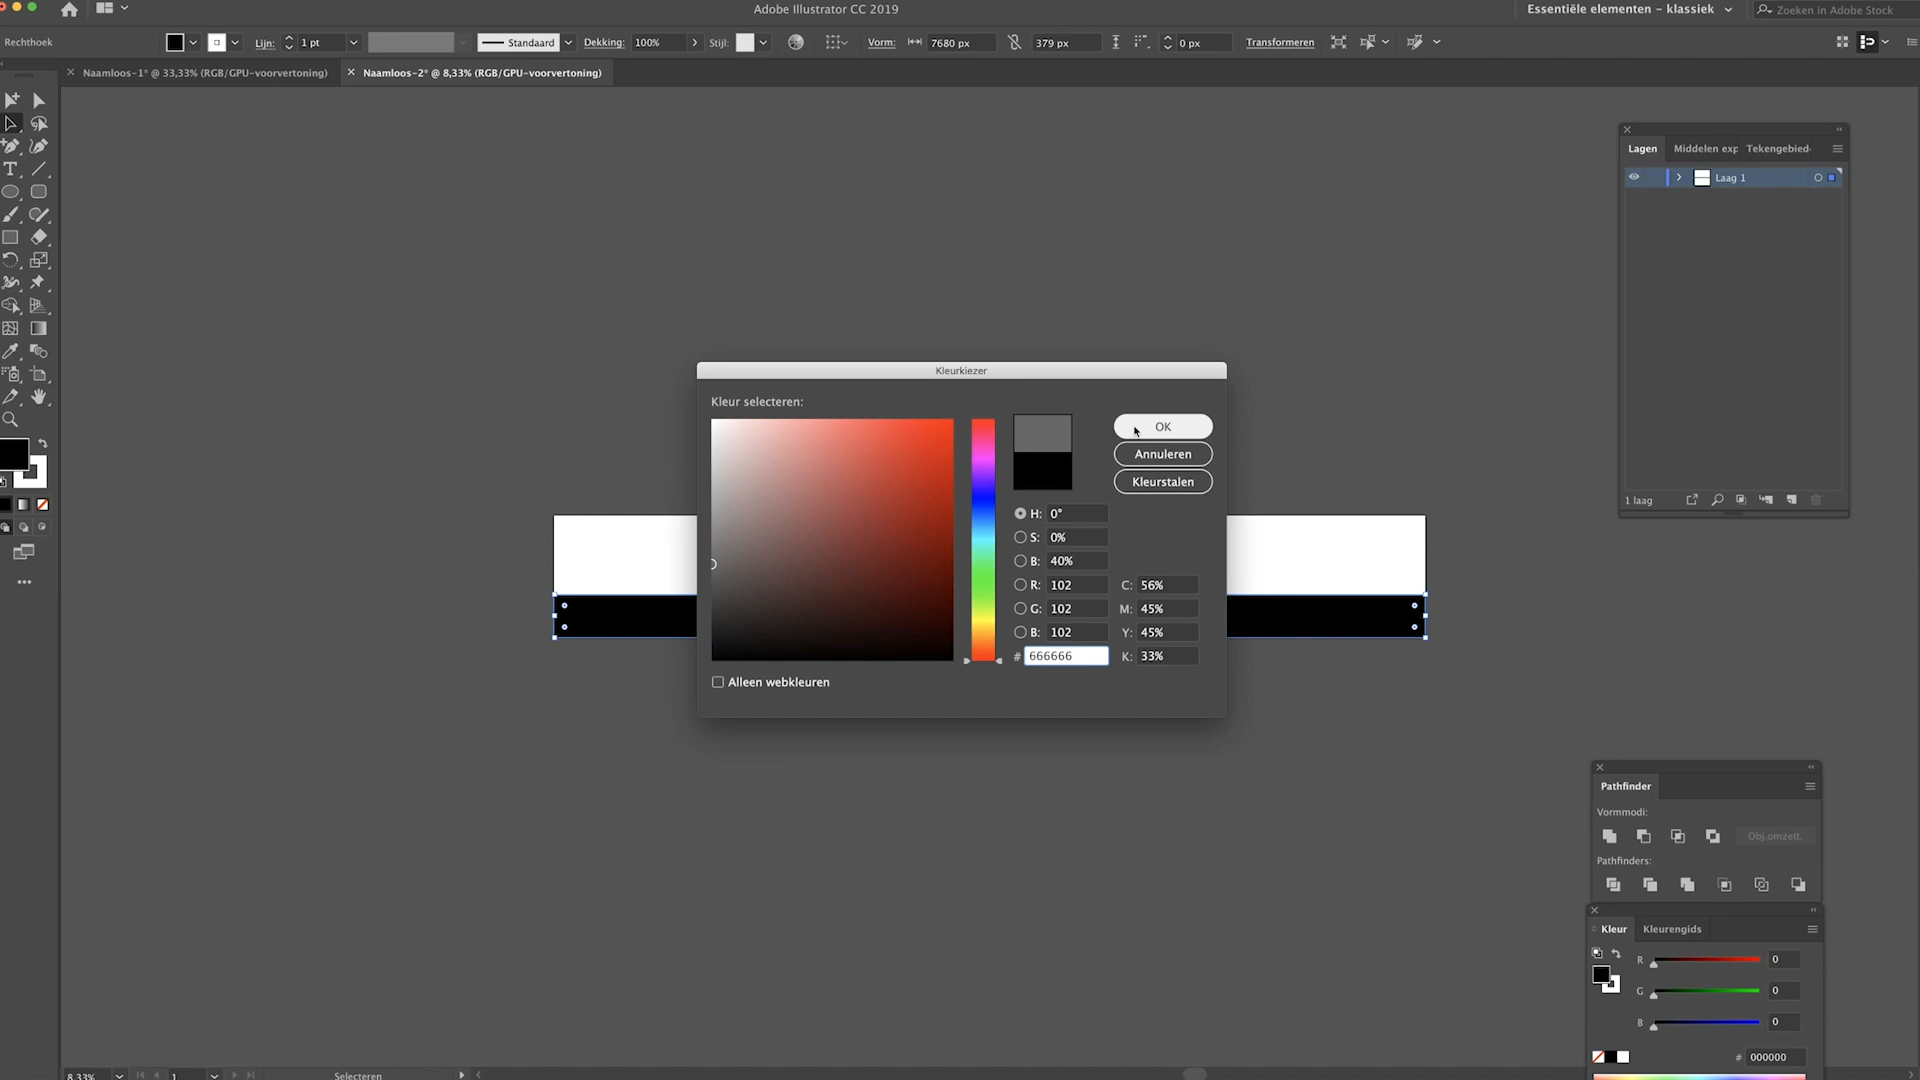 Adobe Illustrator CC 2019
Essentiële elementen – klassiek
Zoeken in Adobe Stock
Rechthoek
Lijn: 1 pt
Standaard
Dekking: 100%
Stijl:
Vorm: 7680 px
379 px
0 px
Transformeren
Naamloos-1* @ 33,33% (RGB/GPU-voorvertoning)
Naamloos-2* @ 8,33% (RGB/GPU-voorvertoning)
Lagen
Middelen exp
Tekengebied
Laag 1
1 laag
Kleurkiezer
Kleur selecteren:
OK
Annuleren
Kleurstalen
H: 0°
S: 0%
B: 40%
R: 102
C: 56%
G: 102
M: 45%
B: 102
Y: 45%
# 666666
K: 33%
Alleen webkleuren
Pathfinder
Vormmodi:
Obj.omzett.
Pathfinders:
Kleur
Kleurengids
R 0
G 0
B 0
# 000000
8,33%
1
Selecteren